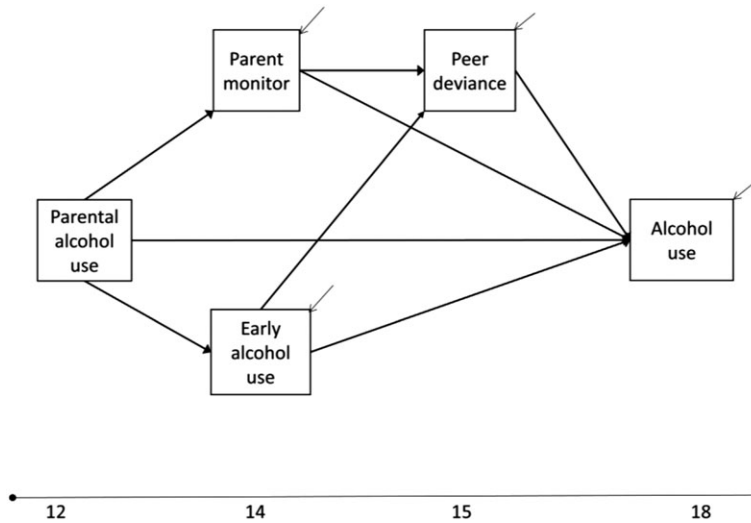 Parent
monitor
Peer
deviance
Parental
alcohol
use
Alcohol
use
Early
alcohol
use
12
14
15
18